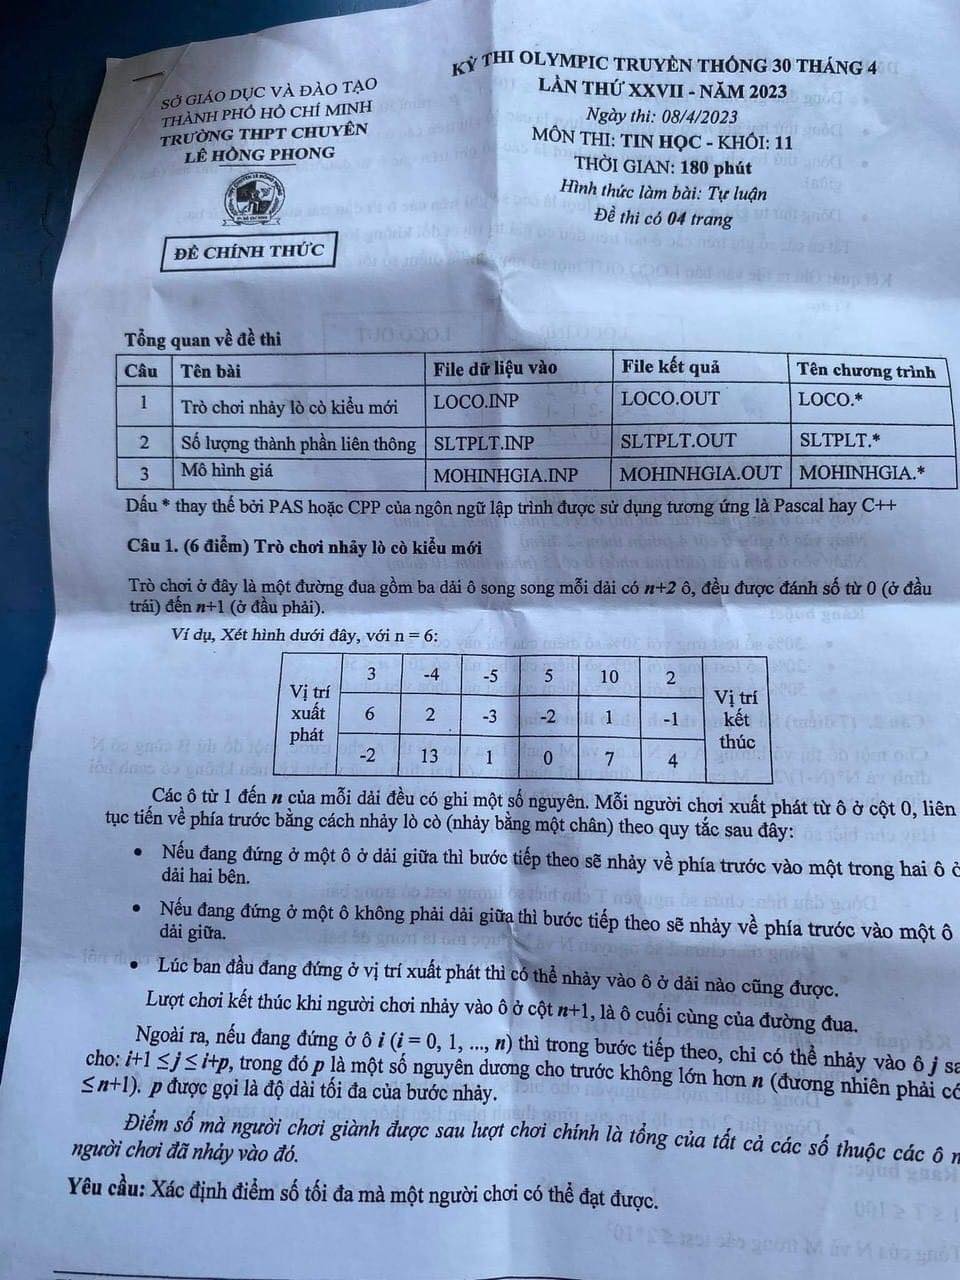 SỞ GIÁO DỤC VÀ ĐÀO TẠO
THÀNH PHỐ HỒ CHÍ MINH
TRƯỜNG THPT CHUYÊN
LÊ HỒNG PHONG
ĐỀ CHÍNH THỨC
KỲ THI OLYMPIC TRUYỀN THỐNG 30 THÁNG 4
LẦN THỨ XXVII - NĂM 2023
Ngày thi: 08/4/2023
MÔN THI: TIN HỌC - KHỐI: 11
THỜI GIAN: 180 phút
Hình thức làm bài: Tự luận
Đề thi có 04 trang
Tổng quan về đề thi
Câu Tên bài File dữ liệu vào File kết quả Tên chương trình
1 Trò chơi nhảy lò cò kiểu mới LOCO.INP LOCO.OUT LOCO.*
2 Số lượng thành phần liên thông SLTPLT.INP SLTPLT.OUT SLTPLT.*
3 Mô hình giá MOHINHGIA.INP MOHINHGIA.OUT MOHINHGIA.*
Dấu * thay thế bởi PAS hoặc CPP của ngôn ngữ lập trình được sử dụng tương ứng là Pascal hay C++
Câu 1. (6 điểm) Trò chơi nhảy lò cò kiểu mới
Trò chơi ở đây là một đường đua gồm ba dải ô song song mỗi dải có n+2 ô, đều được đánh số từ 0 (ở đầu
trái) đến n+1 (ở đầu phải).
Ví dụ, Xét hình dưới đây, với n = 6:
Vị trí xuất phát
3 -4 -5 5 10 2
6 2 -3 -2 1 -1
-2 13 1 0 7 4
Vị trí kết thúc
Các ô từ 1 đến n của mỗi dải đều có ghi một số nguyên. Mỗi người chơi xuất phát từ ô ở cột 0, liên
tục tiến về phía trước bằng cách nhảy lò cò (nhảy bằng một chân) theo quy tắc sau đây:
• Nếu đang đứng ở một ô ở dải giữa thì bước tiếp theo sẽ nhảy về phía trước vào một trong hai ô ở
dải hai bên.
• Nếu đang đứng ở một ô không phải dải giữa thì bước tiếp theo sẽ nhảy về phía trước vào một ô
dải giữa.
• Lúc ban đầu đang đứng ở vị trí xuất phát thì có thể nhảy vào ô ở dải nào cũng được.
Lượt chơi kết thúc khi người chơi nhảy vào ô ở cột n+1, là ô cuối cùng của đường đua.
Ngoài ra, nếu đang đứng ở ô i (i = 0, 1, ..., n) thì trong bước tiếp theo, chỉ có thể nhảy vào ô j sa
cho: i+1 ≤ j ≤ i+p, trong đó p là một số nguyên dương cho trước không lớn hơn n (đương nhiên phải có
≤ n+1). p được gọi là độ dài tối đa của bước nhảy.
Điểm số mà người chơi giành được sau lượt chơi chính là tổng của tất cả các số thuộc các ô m
người chơi đã nhảy vào đó.
Yêu cầu: Xác định điểm số tối đa mà một người chơi có thể đạt được.